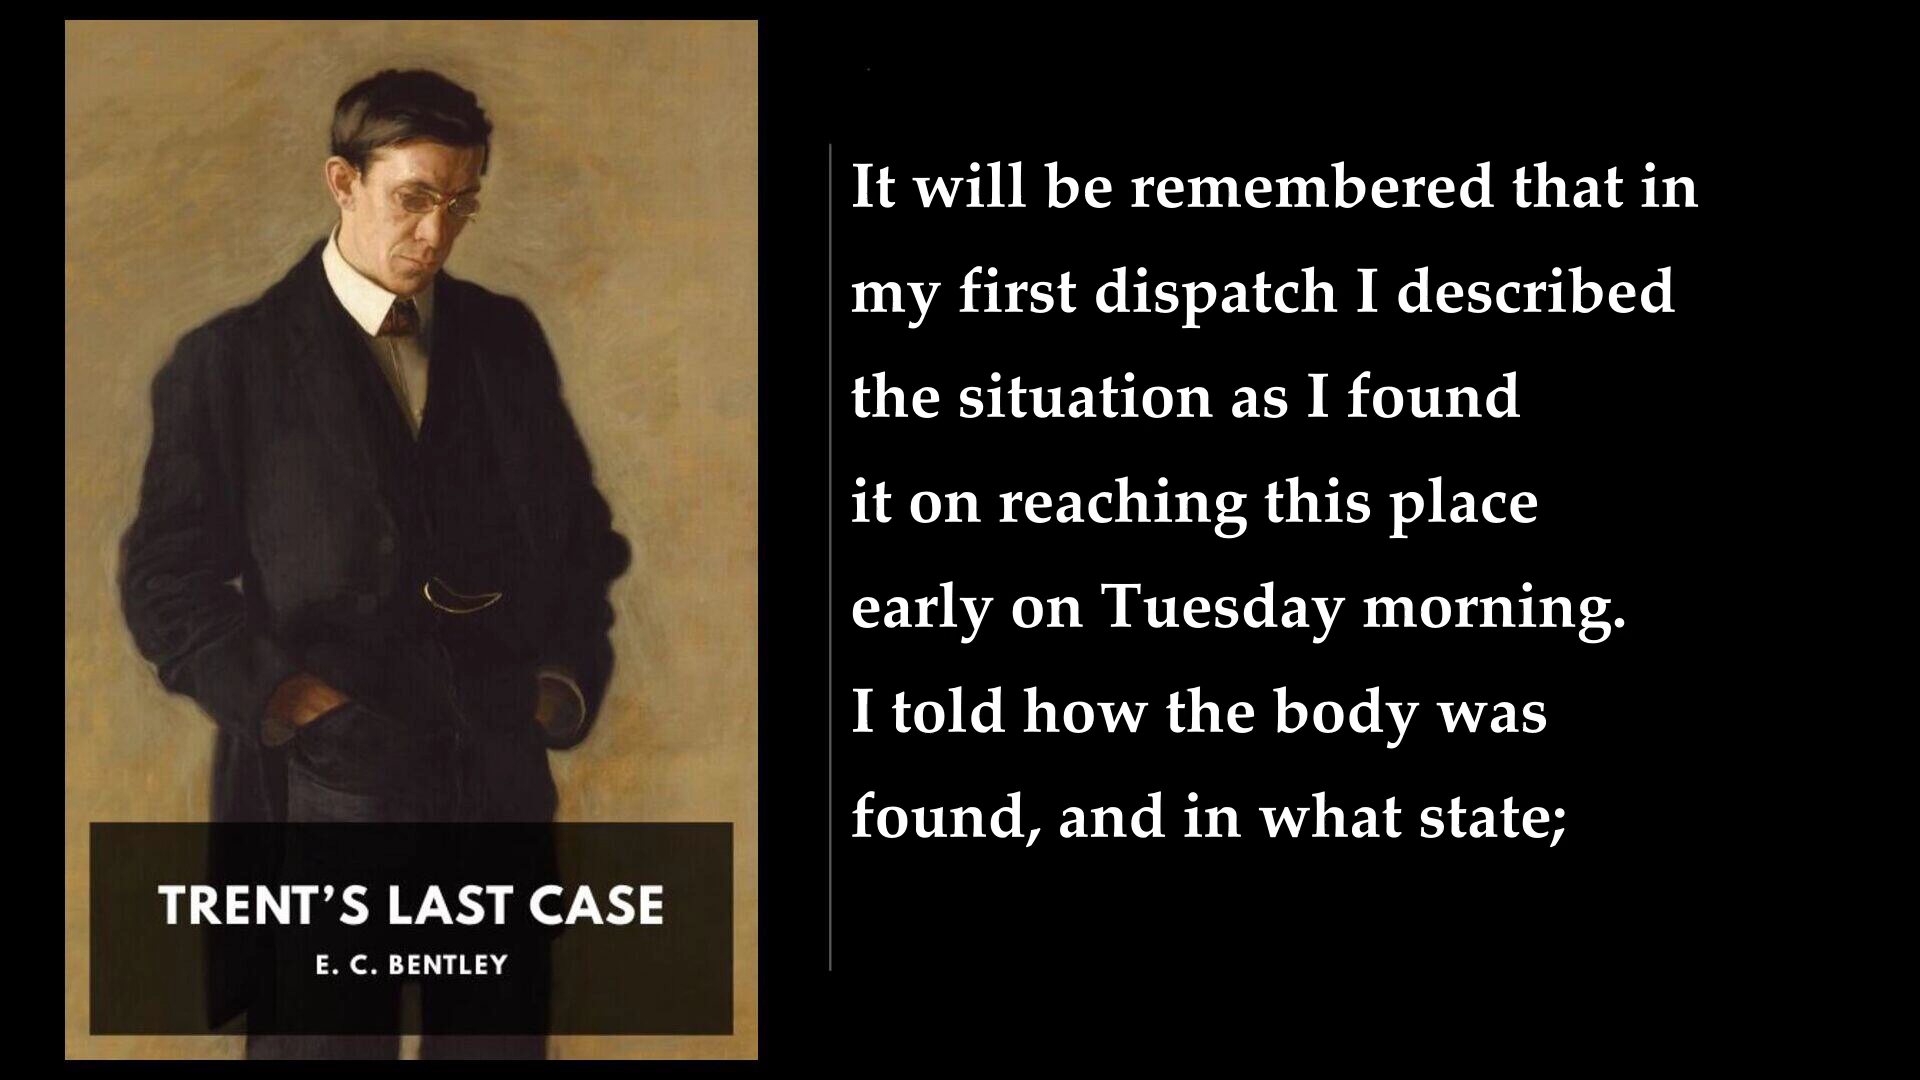 TRENT’S LAST CASE
E. C. BENTLEY
It will be remembered that in
my first dispatch I described
the situation as I found
it on reaching this place
early on Tuesday morning.
I told how the body was
found, and in what state;